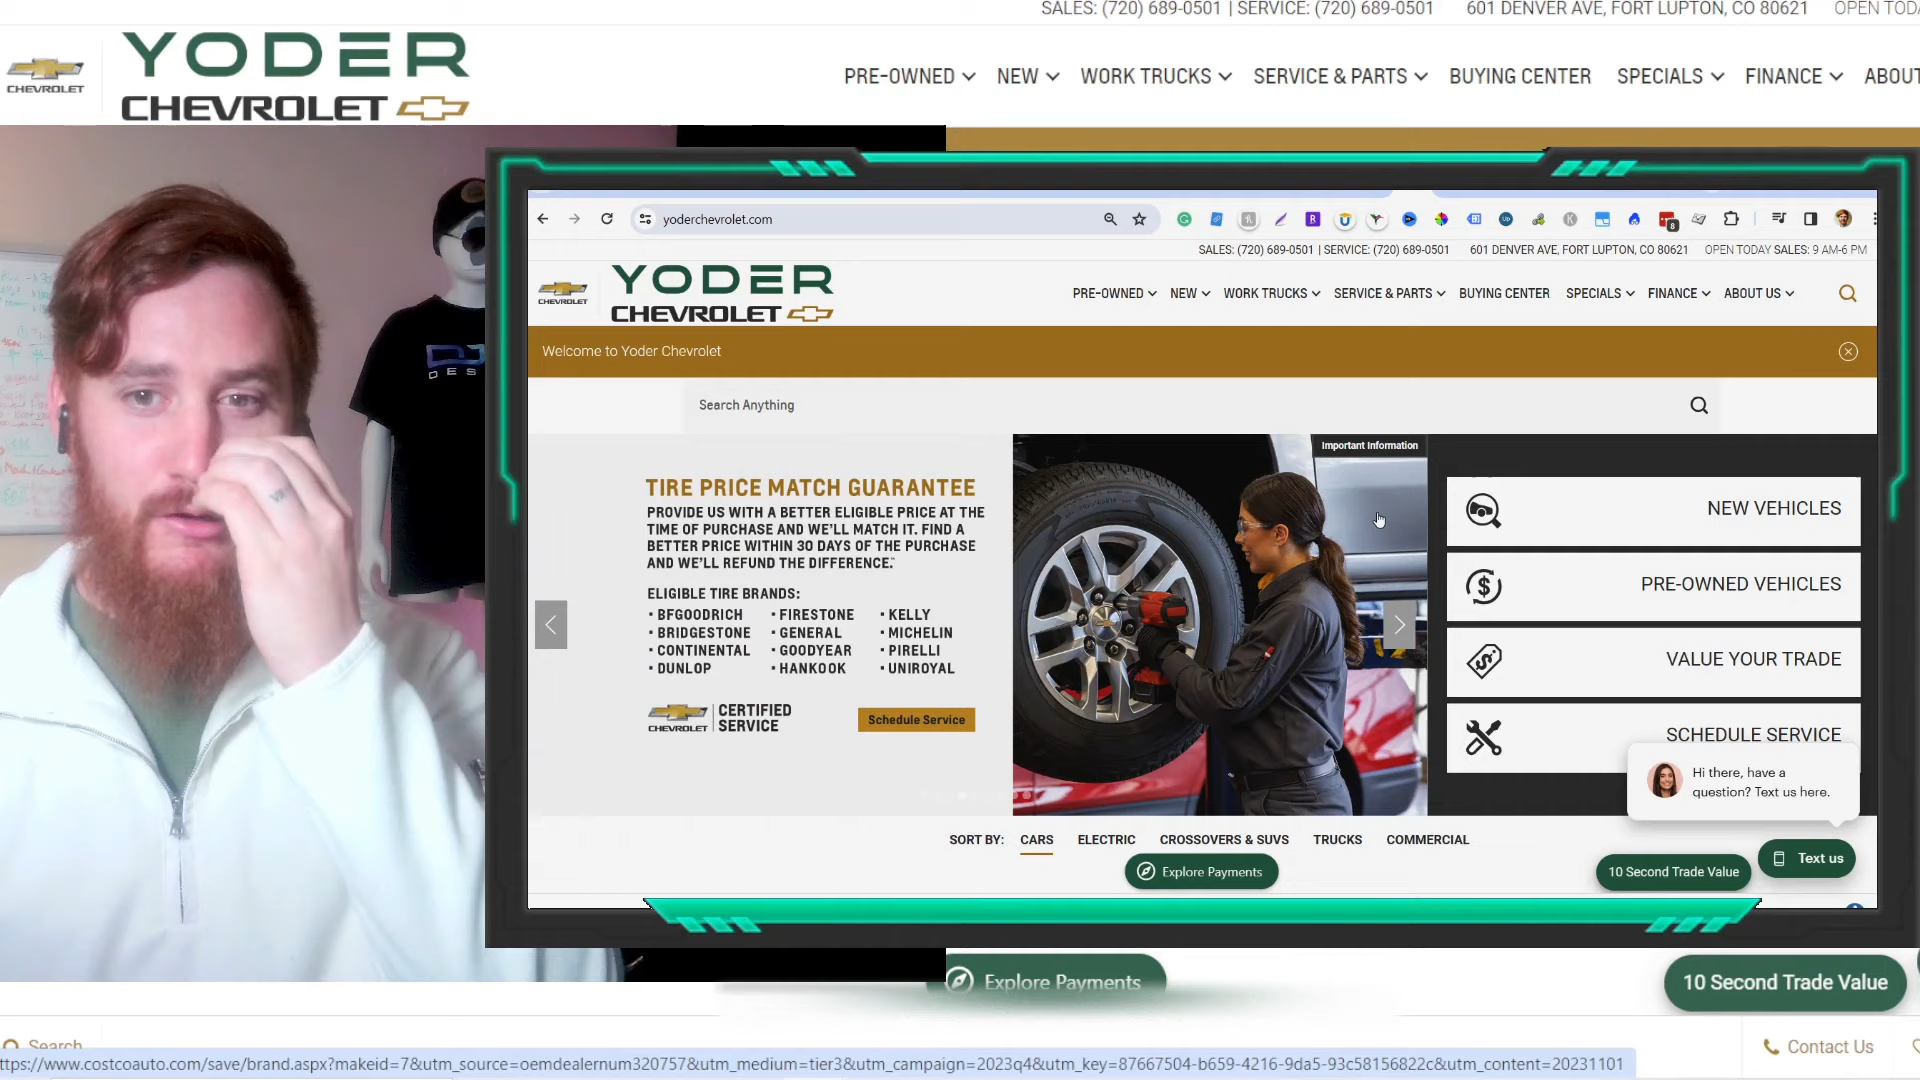 SALES: (720) 689-0501 | SERVICE: (720) 689-0501 601 DENVER AVE, FORT LUPTON, CO 80621 OPEN TODA
CHEVROLET
YODER
CHEVROLET
PRE-OWNED NEW WORK TRUCKS SERVICE & PARTS BUYING CENTER SPECIALS FINANCE ABOUT
DES
yoderchevrolet.com
8
SALES: (720) 689-0501 | SERVICE: (720) 689-0501 601 DENVER AVE, FORT LUPTON, CO 80621 OPEN TODAY SALES: 9 AM-6 PM
CHEVROLET
YODER
CHEVROLET
PRE-OWNED NEW WORK TRUCKS SERVICE & PARTS BUYING CENTER SPECIALS FINANCE ABOUT US
Welcome to Yoder Chevrolet
Search Anything
Important Information
TIRE PRICE MATCH GUARANTEE
PROVIDE US WITH A BETTER ELIGIBLE PRICE AT THE
TIME OF PURCHASE AND WE'LL MATCH IT. FIND A
BETTER PRICE WITHIN 30 DAYS OF THE PURCHASE
AND WE'LL REFUND THE DIFFERENCE.
ELIGIBLE TIRE BRANDS:
• BFGOODRICH • FIRESTONE • KELLY
• BRIDGESTONE • GENERAL • MICHELIN
• CONTINENTAL • GOODYEAR • PIRELLI
• DUNLOP • HANKOOK • UNIROYAL
CHEVROLET
CERTIFIED
SERVICE
Schedule Service
NEW VEHICLES
PRE-OWNED VEHICLES
VALUE YOUR TRADE
SCHEDULE SERVICE
Hi there, have a
question? Text us here.
SORT BY: CARS ELECTRIC CROSSOVERS & SUVS TRUCKS COMMERCIAL
Explore Payments
10 Second Trade Value
Text us
Explore Payments
10 Second Trade Value
Search
Contact Us
ttps://www.costcoauto.com/save/brand.aspx?makeid=7&utm_source=oemdealernum320757&utm_medium=tier3&utm_campaign=2023q4&utm_key=87667504-b659-4216-9da5-93c58156822c&utm_content=20231101